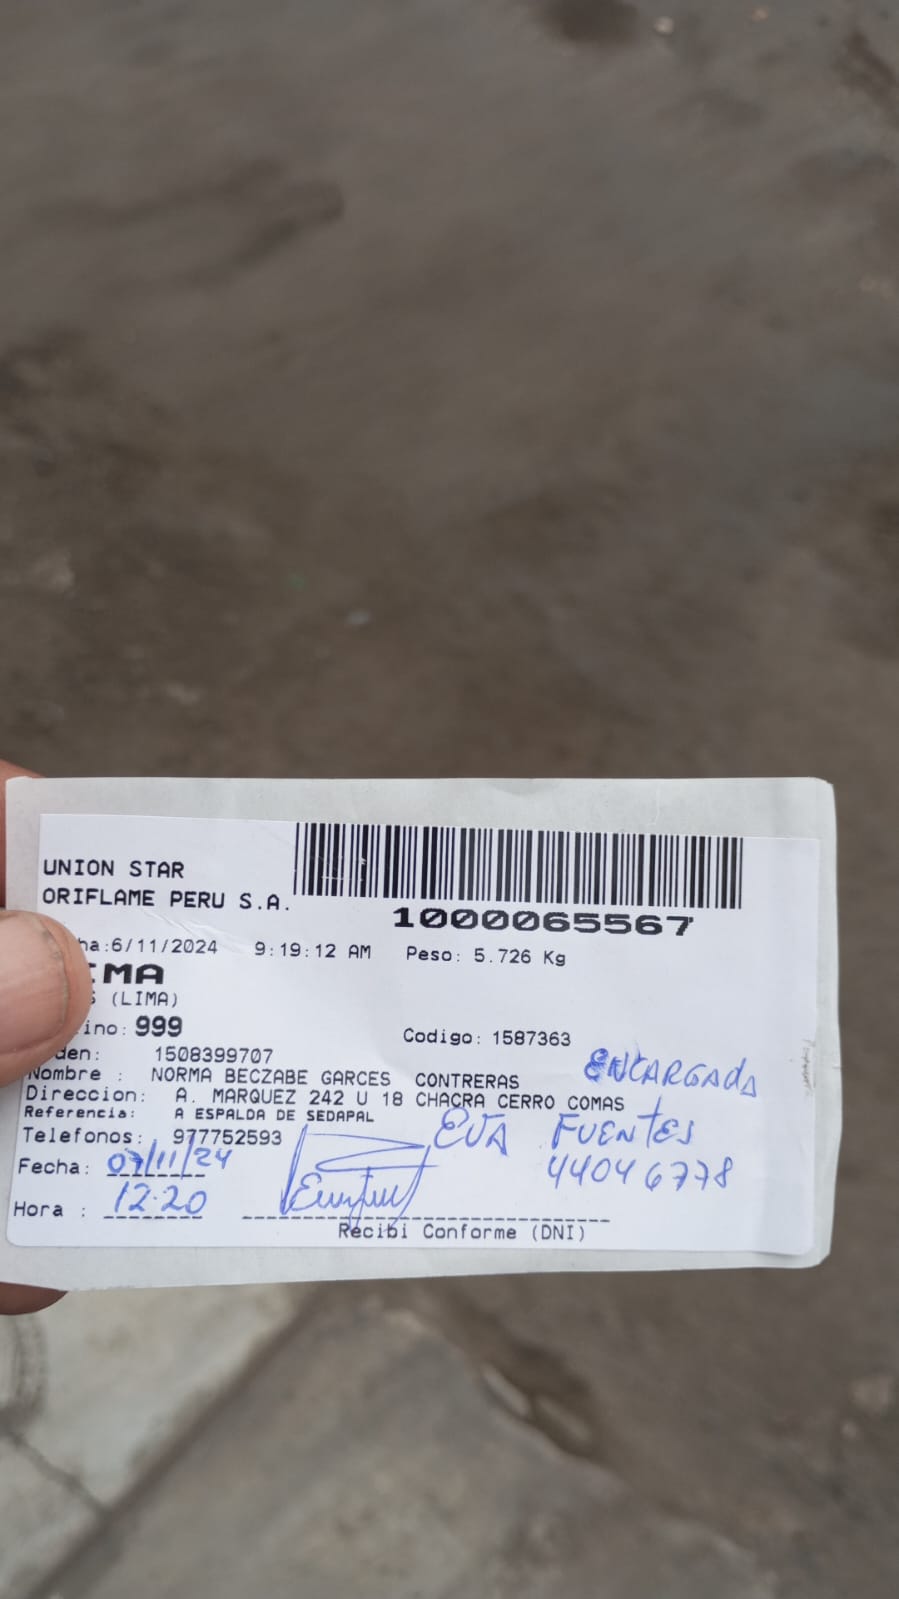 UNION STAR
ORIFLAME PERU S.A.
1000065567
ha:6/11/2024 9:19:12 AM Peso: 5.726 Kg
IMA
S (LIMA)
ino: 999 Codigo: 1587363
den: 1508399707
Nombre : NORMA BECZABE GARCES CONTRERAS ENCARGADA
Direccion: A. MARQUEZ 242 U 18 CHACRA CERRO COMAS
Referencia: A ESPALDA DE SEDAPAL
Telefonos: 977752593 EVA FUENTES
Fecha: 07/11/24 44046778
Hora : 12:20
Recibi Conforme (DNI)